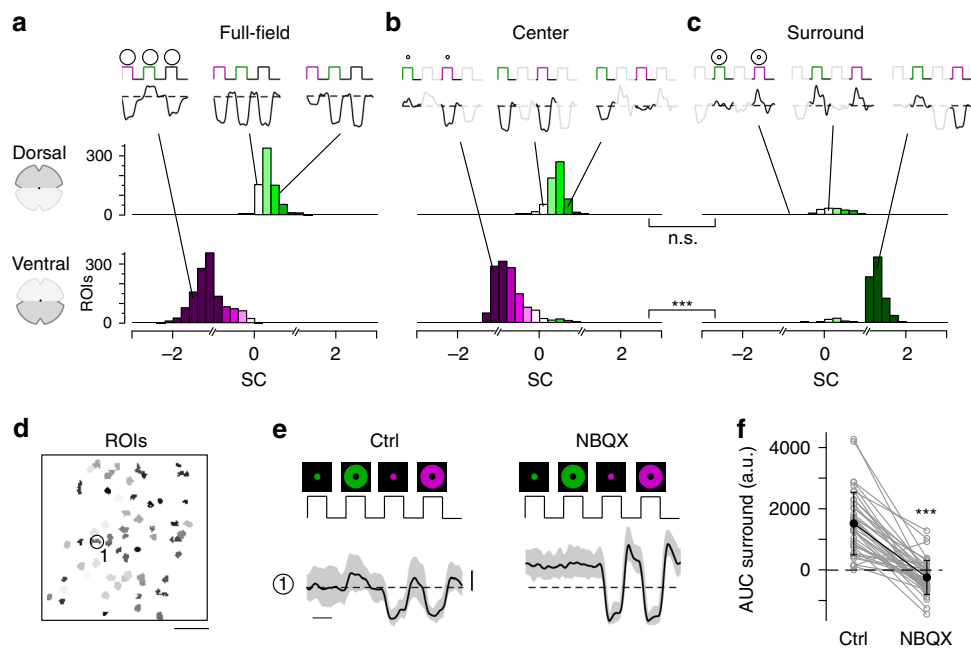 a
Full-field
b
Center
c
Surround
Dorsal
300
0
n.s.
Ventral
ROIs
300
0
***
−2 0 2
SC
−2 0 2
SC
−2 0 2
SC
d
ROIs
1
e
Ctrl
NBQX
1
f
AUC surround (a.u.)
4000
2000
0
***
Ctrl NBQX